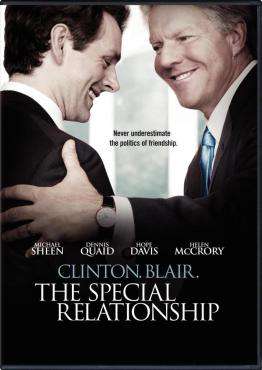 Never underestimate
the politics of friendship.
MICHAEL SHEEN
DENNIS QUAID
HOPE DAVIS
HELEN McCRORY
CLINTON. BLAIR.
THE SPECIAL
RELATIONSHIP